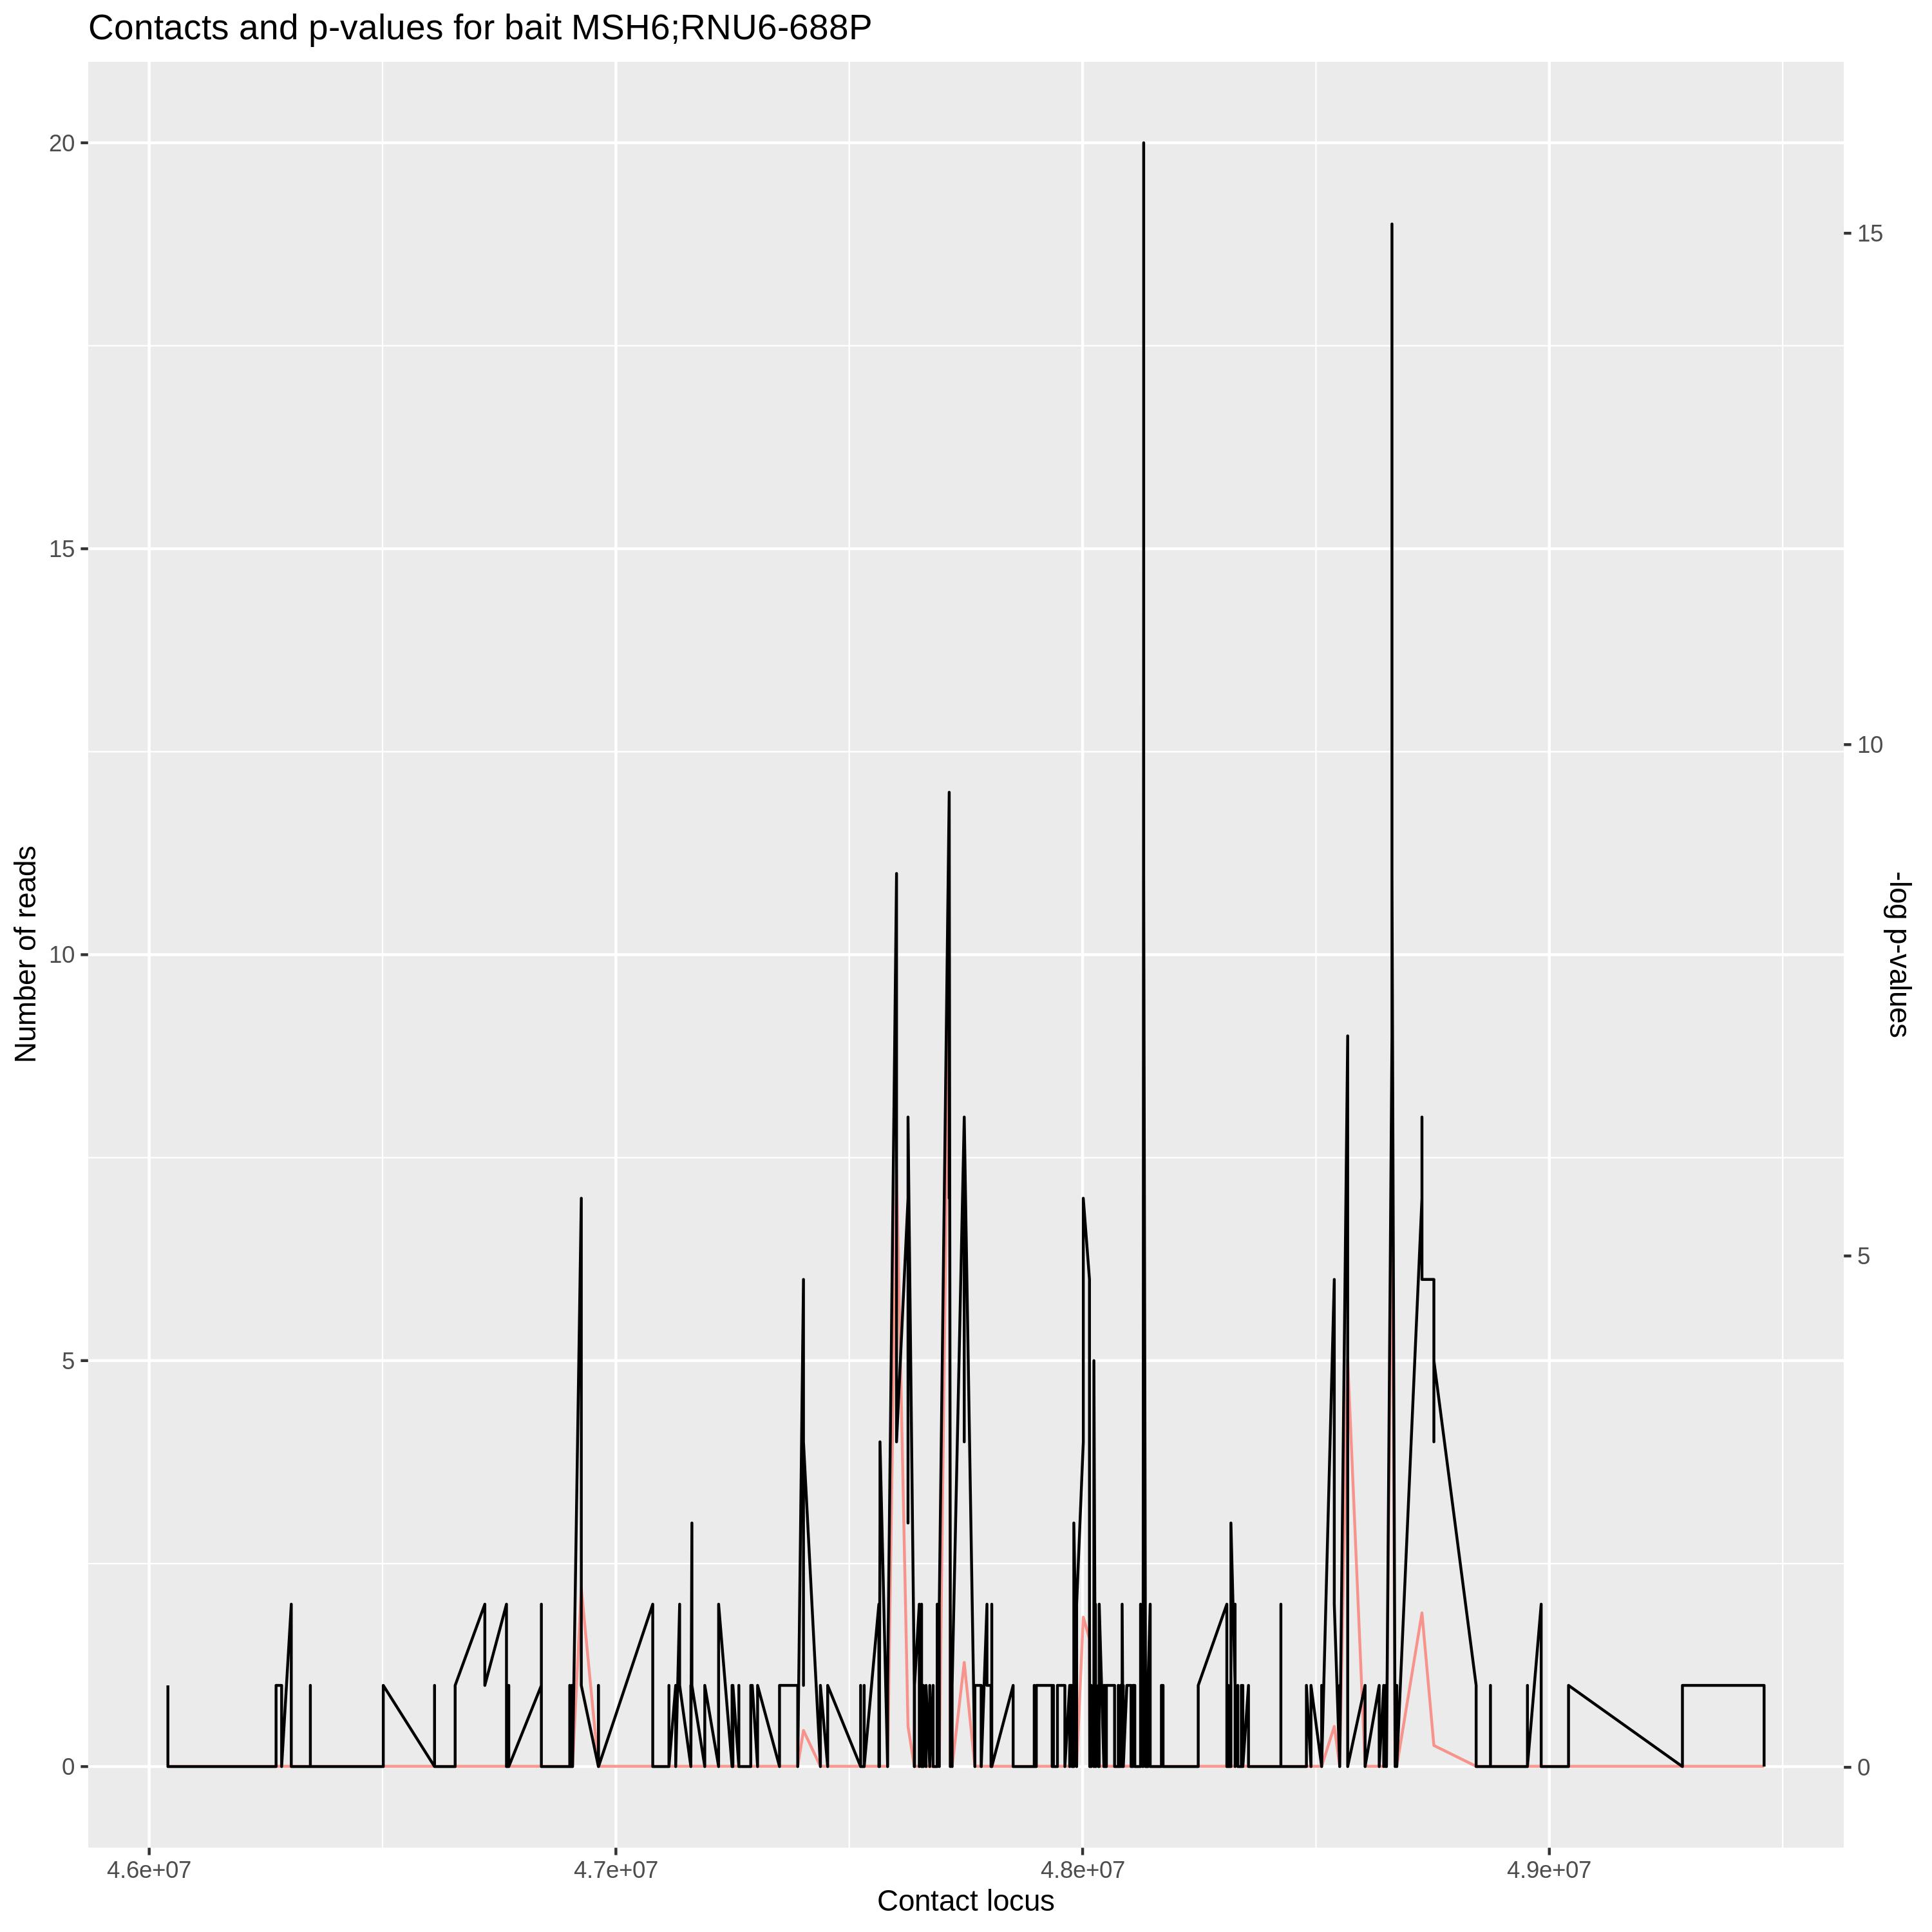 Contacts and p-values for bait MSH6;RNU6-688P
20
15
10
5
0
Number of reads
15
10
5
0
-log p-values
4.6e+07
4.7e+07
4.8e+07
4.9e+07
Contact locus